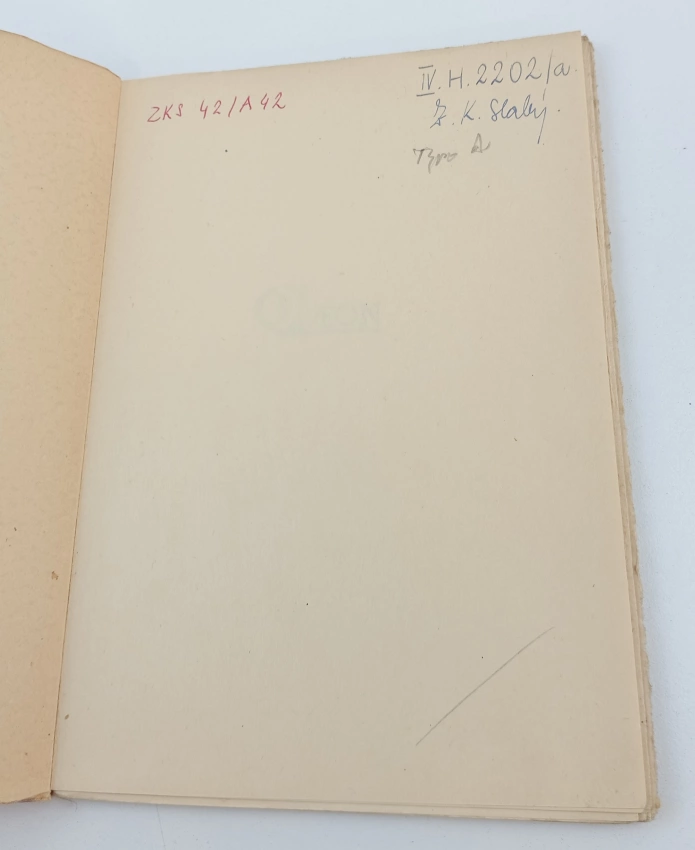 ZKS 42/A42
IV.H.2202/a.
Z. K. Slabý.